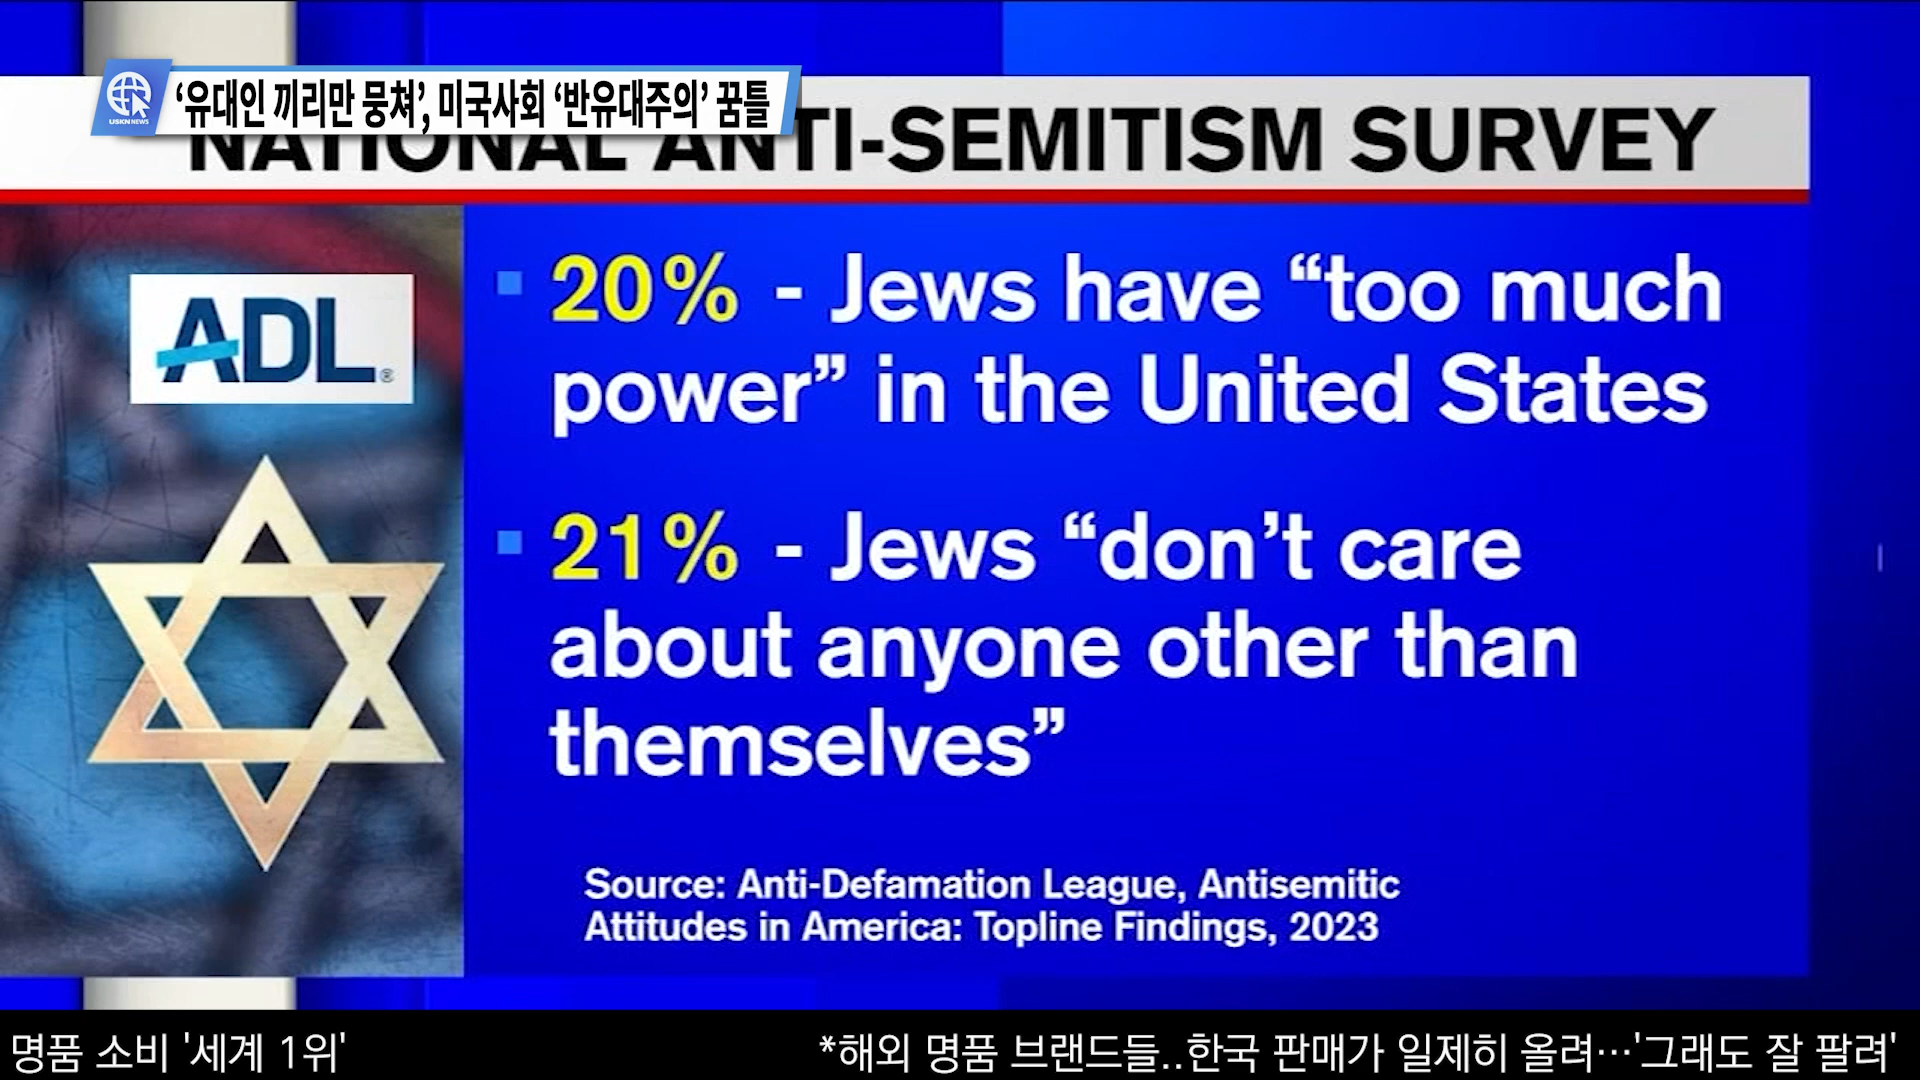 '유대인 끼리만 뭉쳐', 미국사회 '반유대주의' 꿈틀
USKN NEWS
NATIONAL ANTI-SEMITISM SURVEY
ADL®
20% - Jews have “too much
power” in the United States
21% - Jews “don’t care
about anyone other than
themselves”
Source: Anti-Defamation League, Antisemitic
Attitudes in America: Topline Findings, 2023
명품 소비 '세계 1위' *해외 명품 브랜드들..한국 판매가 일제히 올려…'그래도 잘 팔려'